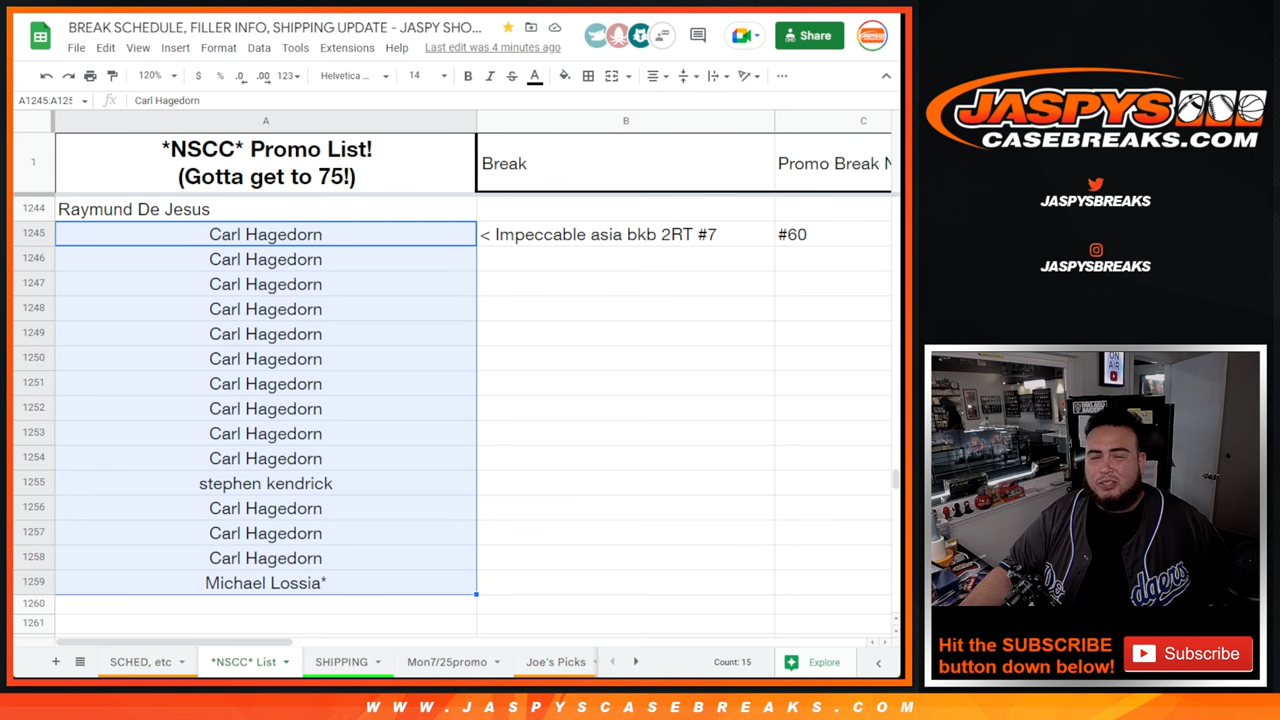 BREAK SCHEDULE, FILLER INFO, SHIPPING UPDATE - JASPY SHO...
File Edit View Insert Format Data Tools Extensions Help Last edit was 4 minutes ago
Share
120% $ % .0 .00 123 Helvetica ... 14 B I S A
A1245:A125 fx Carl Hagedorn
A B C
1 *NSCC* Promo List!
(Gotta get to 75!)
Break
Promo Break N
1244 Raymund De Jesus
1245 Carl Hagedorn < Impeccable asia bkb 2RT #7 #60
1246 Carl Hagedorn
1247 Carl Hagedorn
1248 Carl Hagedorn
1249 Carl Hagedorn
1250 Carl Hagedorn
1251 Carl Hagedorn
1252 Carl Hagedorn
1253 Carl Hagedorn
1254 Carl Hagedorn
1255 stephen kendrick
1256 Carl Hagedorn
1257 Carl Hagedorn
1258 Carl Hagedorn
1259 Michael Lossia*
1260
1261
SCHED, etc *NSCC* List SHIPPING Mon7/25promo Joe's Picks Count: 15 Explore
JASPYS
CASEBREAKS.COM
JASPYSBREAKS
JASPYSBREAKS
ON AIR
Hit the SUBSCRIBE
button down below!
Subscribe
WWW.JASPYSCASEBREAKS.COM